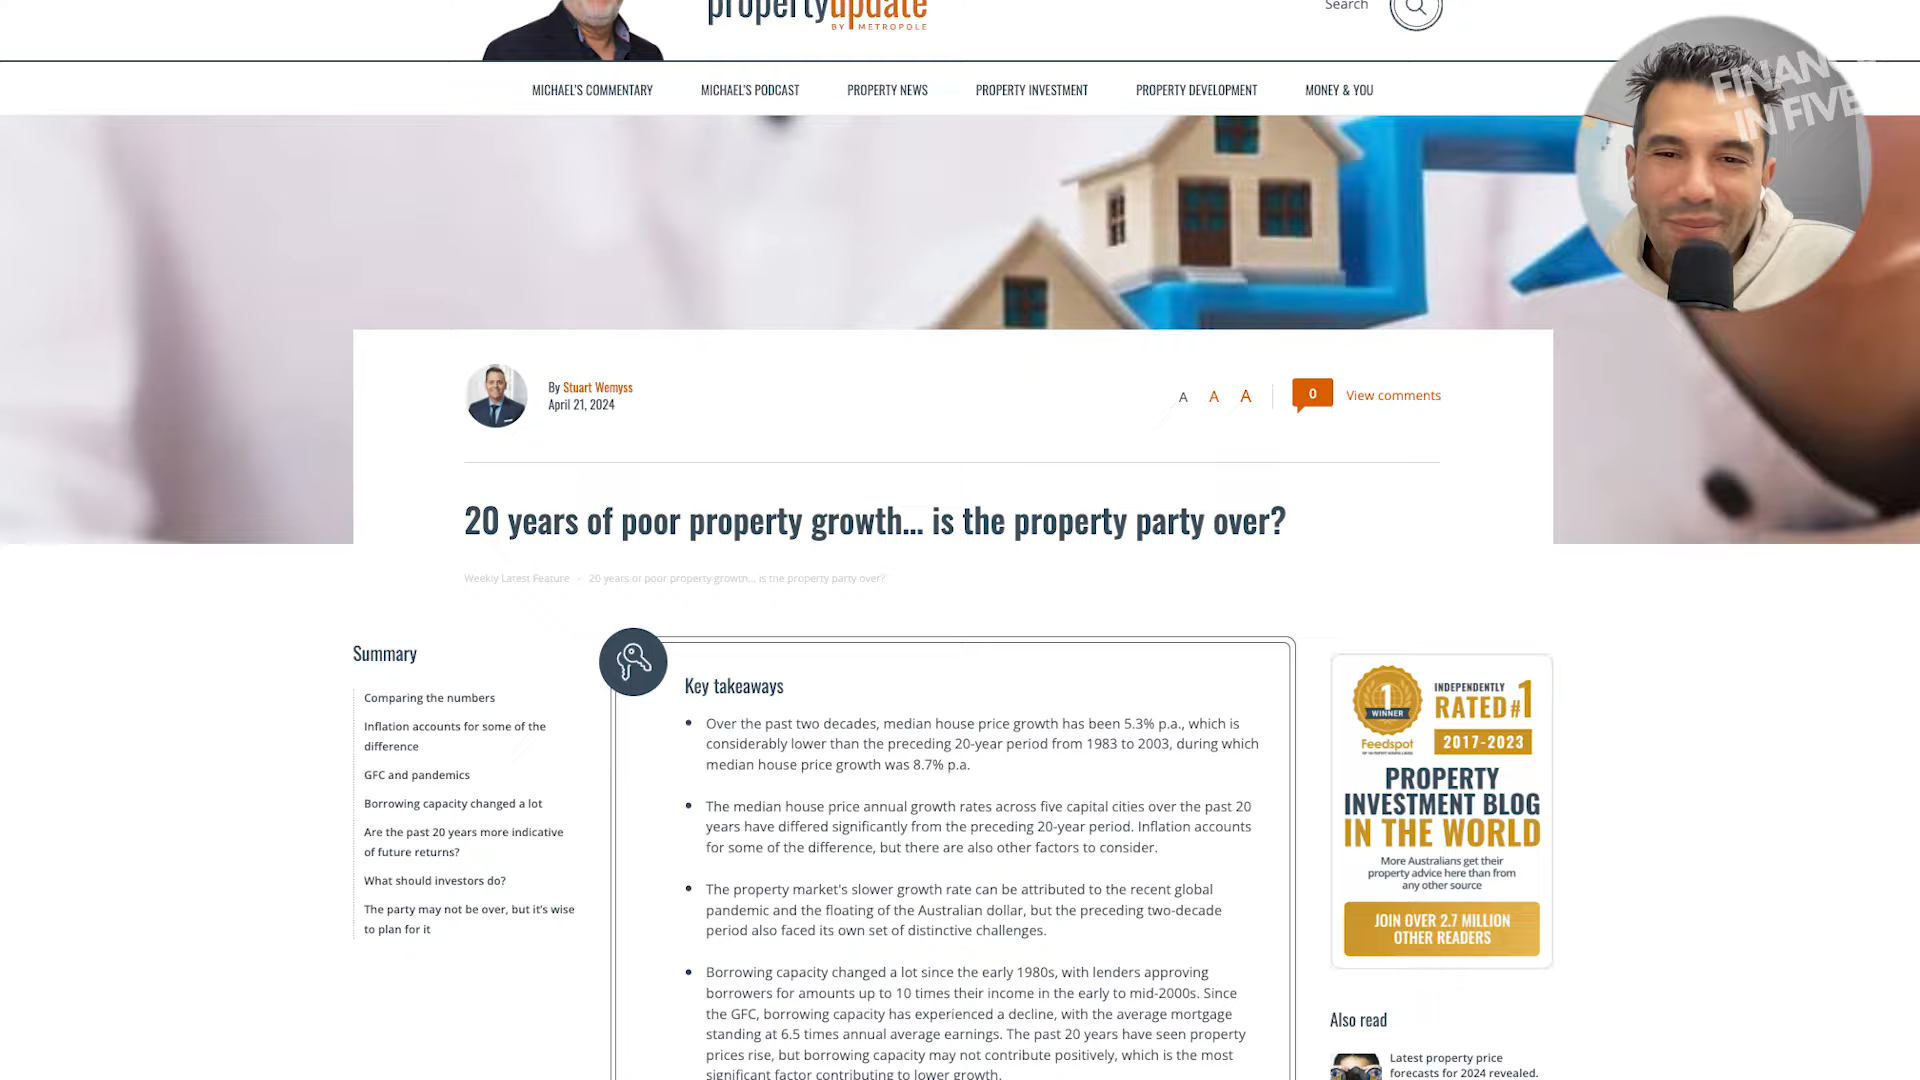 propertyupdate
BY METROPOLE
Search
FINANCE
IN FIVE
MICHAEL'S COMMENTARY
MICHAEL'S PODCAST
PROPERTY NEWS
PROPERTY INVESTMENT
PROPERTY DEVELOPMENT
MONEY & YOU
By Stuart Wemyss
April 21, 2024
A A A
0
View comments
20 years of poor property growth... is the property party over?
Weekly Latest Feature · 20 years of poor property growth... is the property party over?
Summary
Comparing the numbers
Inflation accounts for some of the
difference
GFC and pandemics
Borrowing capacity changed a lot
Are the past 20 years more indicative
of future returns?
What should investors do?
The party may not be over, but it's wise
to plan for it
Key takeaways
Over the past two decades, median house price growth has been 5.3% p.a., which is
considerably lower than the preceding 20-year period from 1983 to 2003, during which
median house price growth was 8.7% p.a.
The median house price annual growth rates across five capital cities over the past 20
years have differed significantly from the preceding 20-year period. Inflation accounts
for some of the difference, but there are also other factors to consider.
The property market's slower growth rate can be attributed to the recent global
pandemic and the floating of the Australian dollar, but the preceding two-decade
period also faced its own set of distinctive challenges.
Borrowing capacity changed a lot since the early 1980s, with lenders approving
borrowers for amounts up to 10 times their income in the early to mid-2000s. Since
the GFC, borrowing capacity has experienced a decline, with the average mortgage
standing at 6.5 times annual average earnings. The past 20 years have seen property
prices rise, but borrowing capacity may not contribute positively, which is the most
significant factor contributing to lower growth.
1
WINNER
Feedspot
INDEPENDENTLY
RATED #1
2017-2023
PROPERTY
INVESTMENT BLOG
IN THE WORLD
More Australians get their
property advice here than from
any other source
JOIN OVER 2.7 MILLION
OTHER READERS
Also read
Latest property price
forecasts for 2024 revealed.